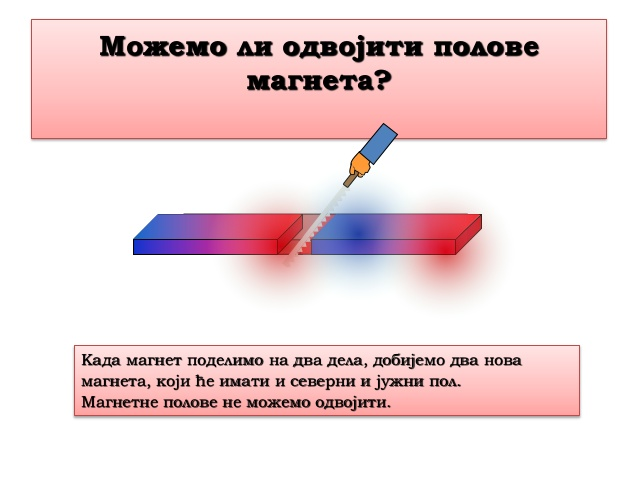 Можемо ли одвојити полове
магнета?
Када магнет поделимо на два дела, добијемо два нова
магнета, који ће имати и северни и јужни пол.
Магнетне полове не можемо одвојити.